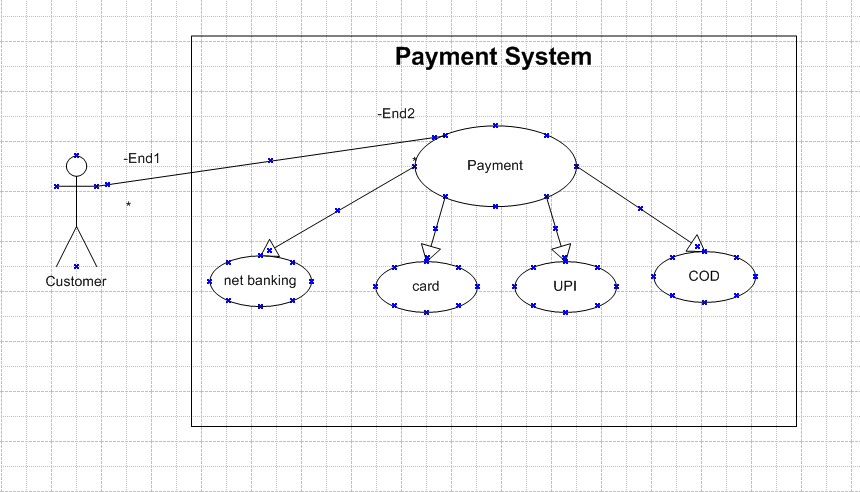 Payment System
-End2
-End1
*
Payment
*
Customer
net banking
card
UPI
COD